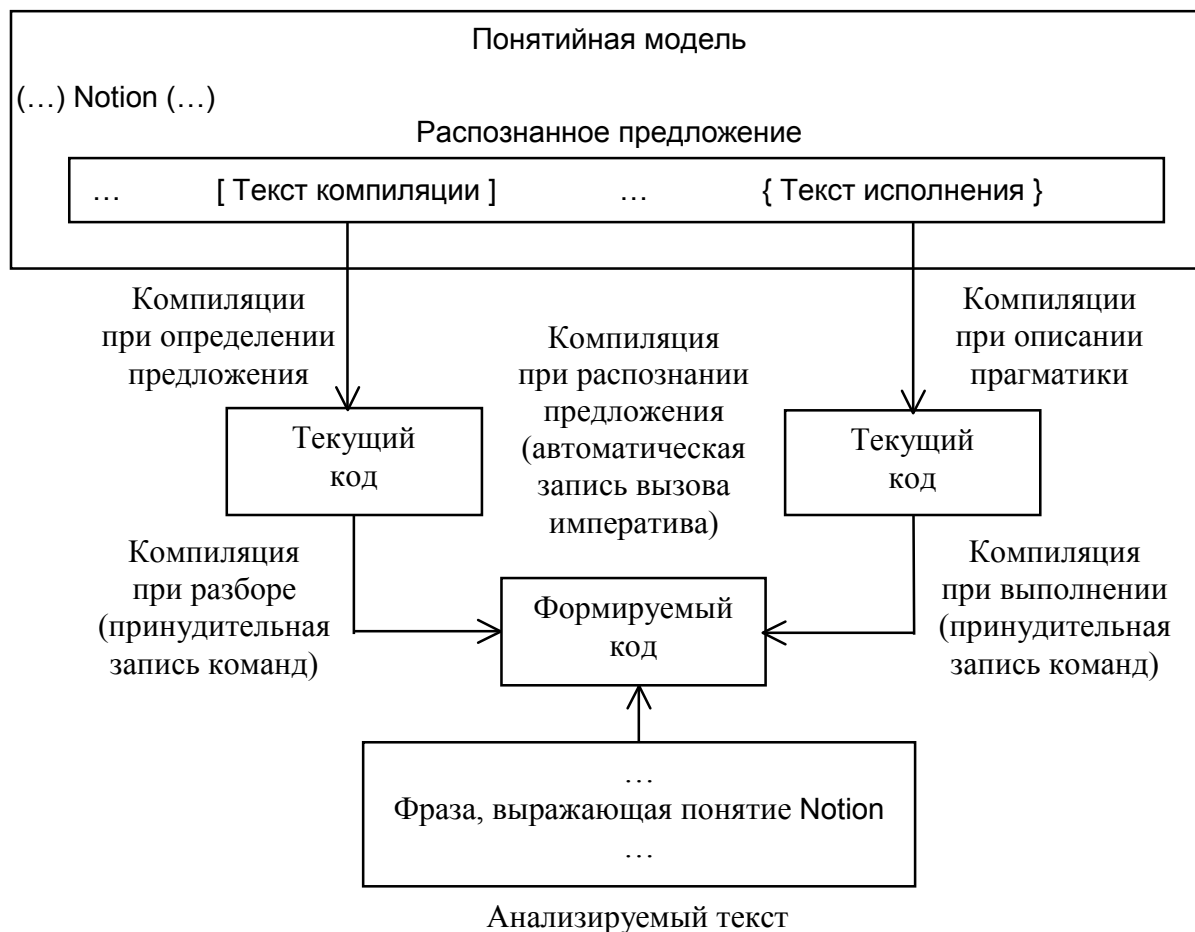 Понятийная модель
(…) Notion (…)
Распознанное предложение
… [ Текст компиляции ] … { Текст исполнения }
Компиляции
при определении
предложения
Компиляция
при распознании
предложения
(автоматическая
запись вызова
императива)
Компиляции
при описании
прагматики
Текущий
код
Текущий
код
Компиляция
при разборе
(принудительная
запись команд)
Формируемый
код
Компиляция
при выполнении
(принудительная
запись команд)
…
Фраза, выражающая понятие Notion
…
Анализируемый текст